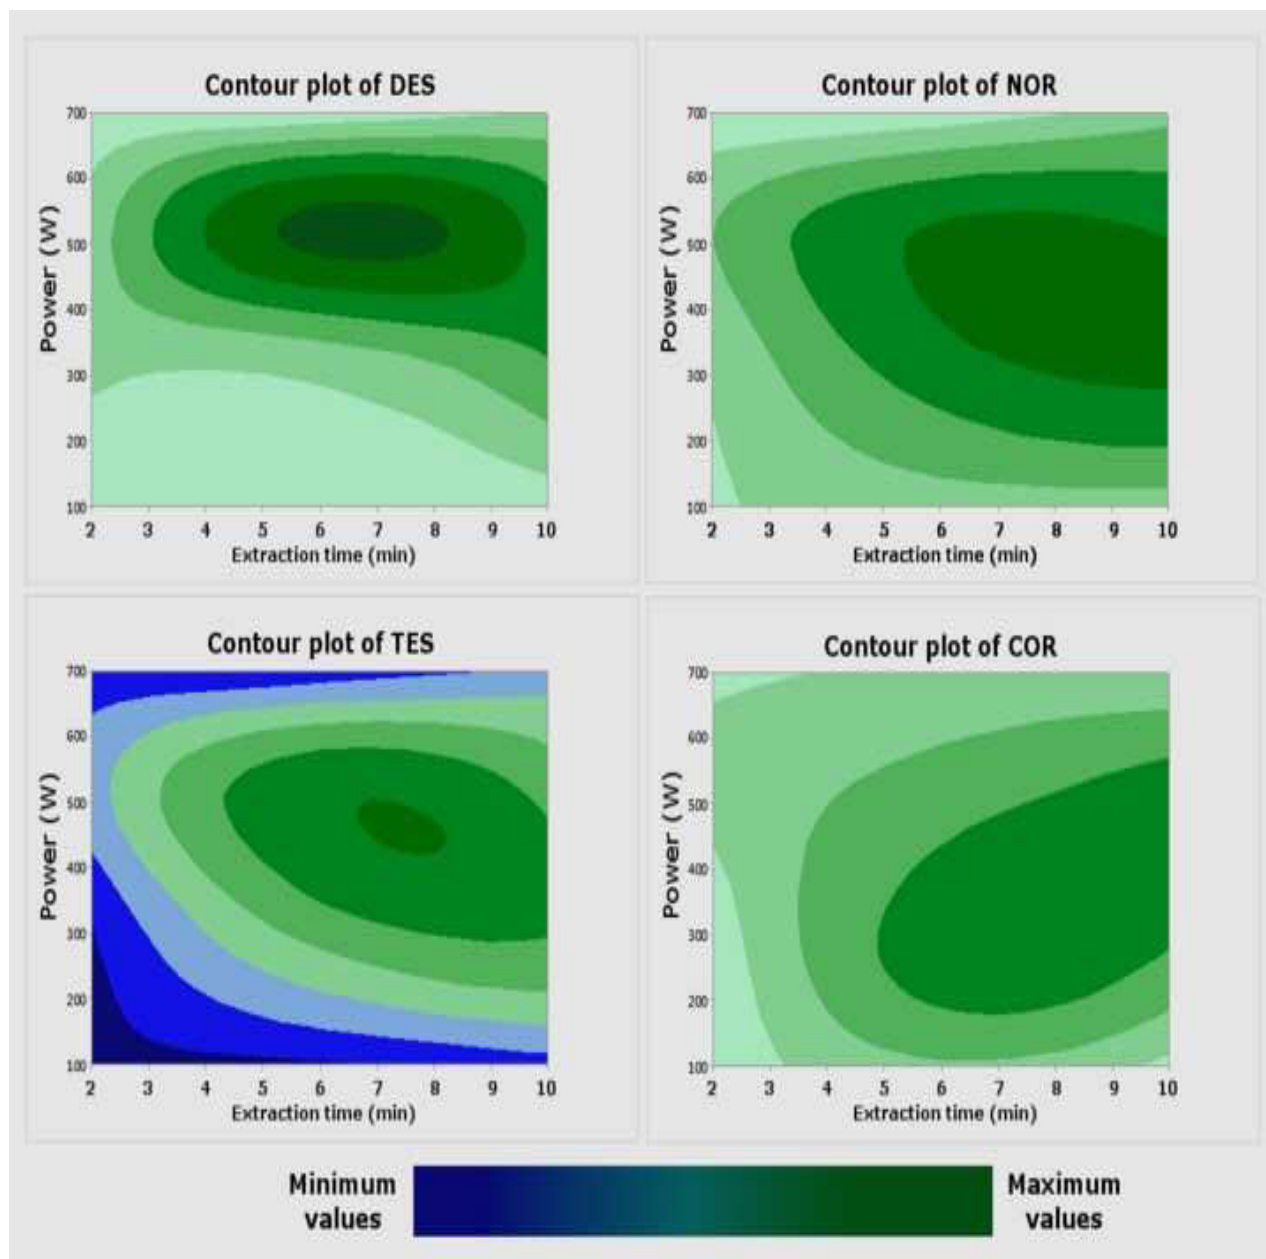 Contour plot of DES
700
600
500
400
300
200
100
Power (W)
2 3 4 5 6 7 8 9 10
Extraction time (min)
Contour plot of NOR
700
600
500
400
300
200
100
Power (W)
2 3 4 5 6 7 8 9 10
Extraction time (min)
Contour plot of TES
700
600
500
400
300
200
100
Power (W)
2 3 4 5 6 7 8 9 10
Extraction time (min)
Contour plot of COR
700
600
500
400
300
200
100
Power (W)
2 3 4 5 6 7 8 9 10
Extraction time (min)
Minimum
values
Maximum
values